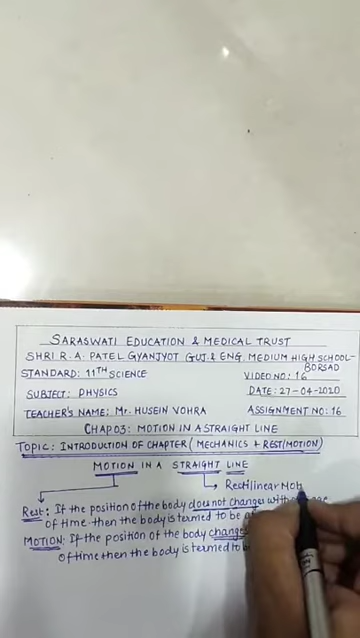 SARASWATI EDUCATION & MEDICAL TRUST
SHRI R.A. PATEL GYANJYOT GUJ & ENG. MEDIUM HIGH SCHOOL-
BORSAD
STANDARD: 11TH SCIENCE VIDEO NO: 16
SUBJECT: PHYSICS DATE: 27-04-2020
TEACHER'S NAME: Mr. HUSEIN VOHRA ASSIGNMENT NO: 16
CHAP 03: MOTION IN A STRAIGHT LINE
TOPIC: INTRODUCTION OF CHAPTER (MECHANICS + REST/MOTION)
MOTION IN A STRAIGHT LINE
Rectilinear Mot
Rest: If the position of the body does not changes with
of time then the body is termed to be
MOTION: If the position of the body changes
of time then the body is termed to be